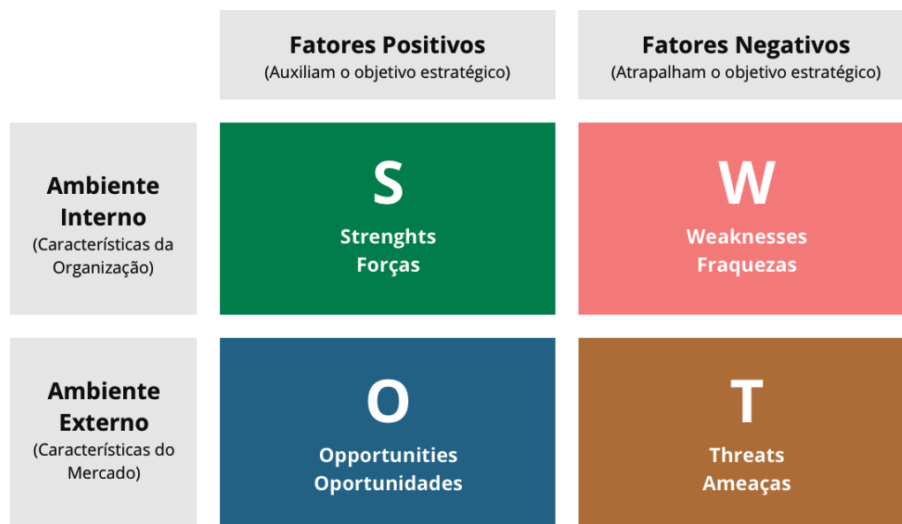 Fatores Positivos
(Auxiliam o objetivo estratégico)
Fatores Negativos
(Atrapalham o objetivo estratégico)
Ambiente
Interno
(Características da
Organização)
S
Strenghts
Forças
W
Weaknesses
Fraquezas
Ambiente
Externo
(Características do
Mercado)
O
Opportunities
Oportunidades
T
Threats
Ameaças